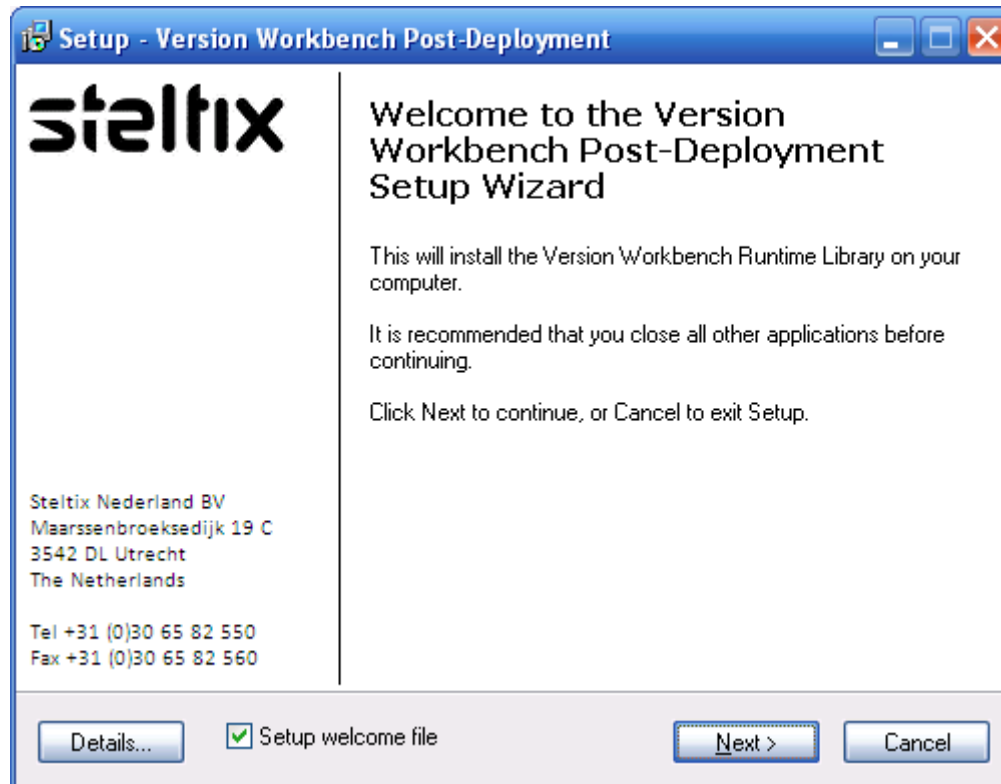 Setup - Version Workbench Post-Deployment
steltix
Welcome to the Version
Workbench Post-Deployment
Setup Wizard
This will install the Version Workbench Runtime Library on your
computer.
It is recommended that you close all other applications before
continuing.
Click Next to continue, or Cancel to exit Setup.
Steltix Nederland BV
Maarssenbroeksedijk 19 C
3542 DL Utrecht
The Netherlands
Tel +31 (0)30 65 82 550
Fax +31 (0)30 65 82 560
Details...
Setup welcome file
Next >
Cancel